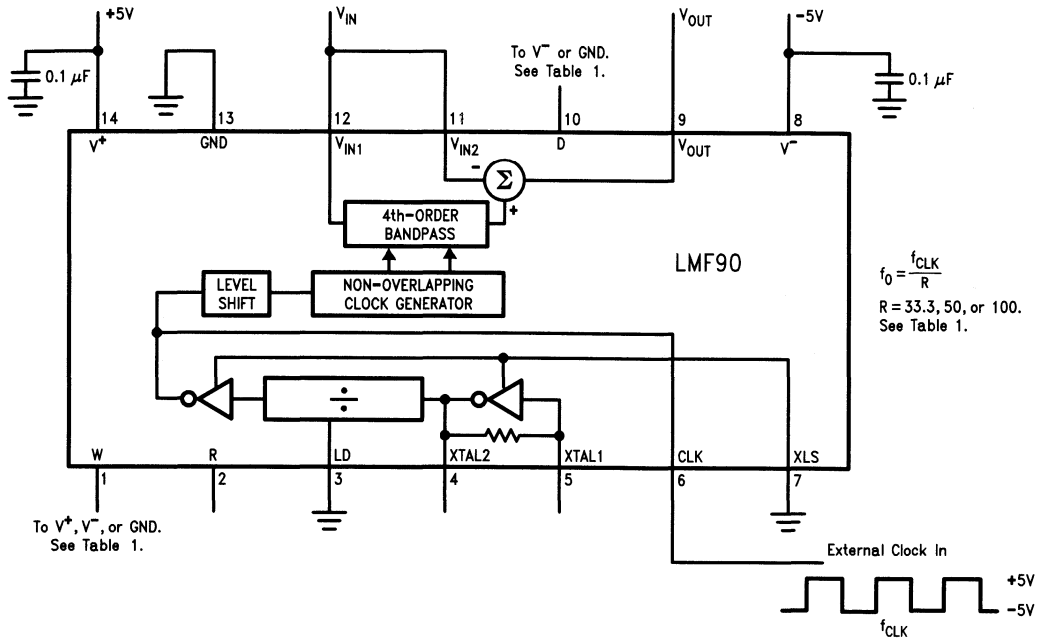 +5V
V_IN
V_OUT
−5V
0.1 μF
To V⁻ or GND.
See Table 1.
0.1 μF
14
13
12
11
10
9
8
V⁺
GND
V_IN1
V_IN2
D
V_OUT
V⁻
−
Σ
+
4th-ORDER
BANDPASS
LMF90
LEVEL
SHIFT
NON-OVERLAPPING
CLOCK GENERATOR
f_O = f_CLK/R
R = 33.3, 50, or 100.
See Table 1.
÷
W
R
LD
XTAL2
XTAL1
CLK
XLS
1
2
3
4
5
6
7
To V⁺, V⁻, or GND.
See Table 1.
External Clock In
+5V
−5V
f_CLK